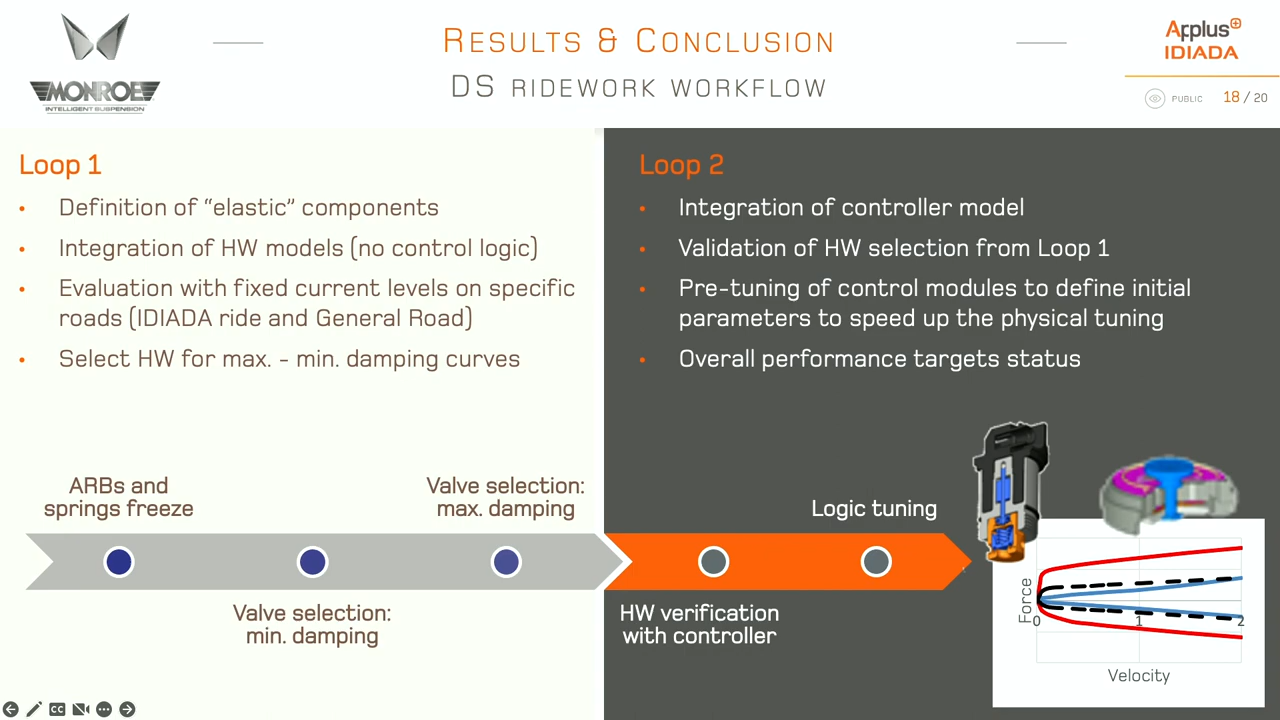 MONROE
INTELLIGENT SUSPENSION
RESULTS & CONCLUSION
DS RIDEWORK WORKFLOW
Applus+
IDIADA
PUBLIC
18 / 20
Loop 1
• Definition of “elastic” components
• Integration of HW models (no control logic)
• Evaluation with fixed current levels on specific
roads (IDIADA ride and General Road)
• Select HW for max. - min. damping curves
ARBs and
springs freeze
Valve selection:
max. damping
Valve selection:
min. damping
Loop 2
• Integration of controller model
• Validation of HW selection from Loop 1
• Pre-tuning of control modules to define initial
parameters to speed up the physical tuning
• Overall performance targets status
Logic tuning
HW verification
with controller
Force
0 1 2
Velocity
CC